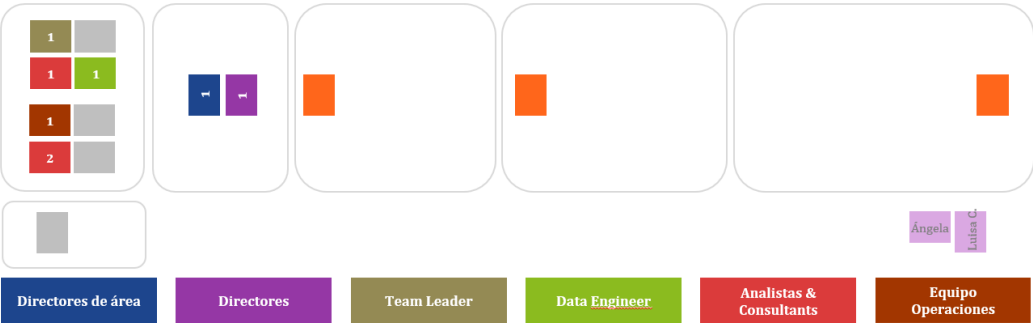 1
1
1
1
2
1
1
Ángela
Luisa C.
Directores de área
Directores
Team Leader
Data Engineer
Analistas &
Consultants
Equipo
Operaciones